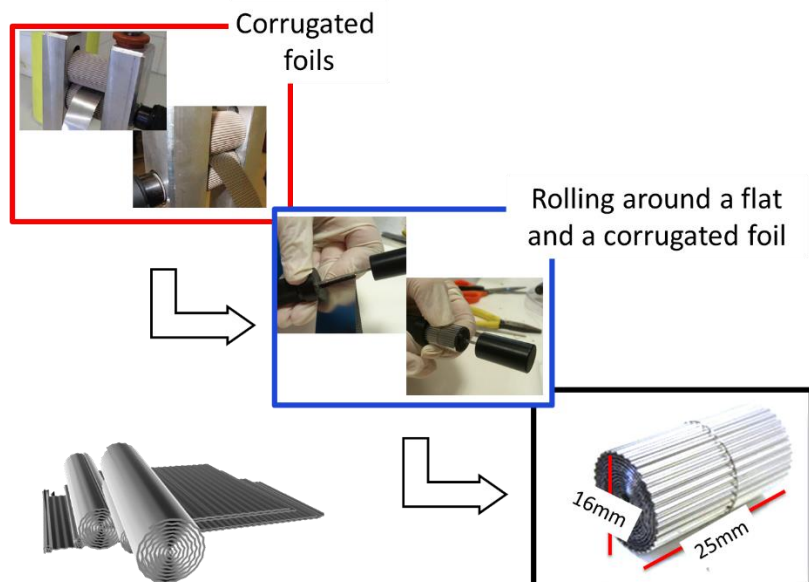 Corrugated
foils
Rolling around a flat
and a corrugated foil
16mm
25mm